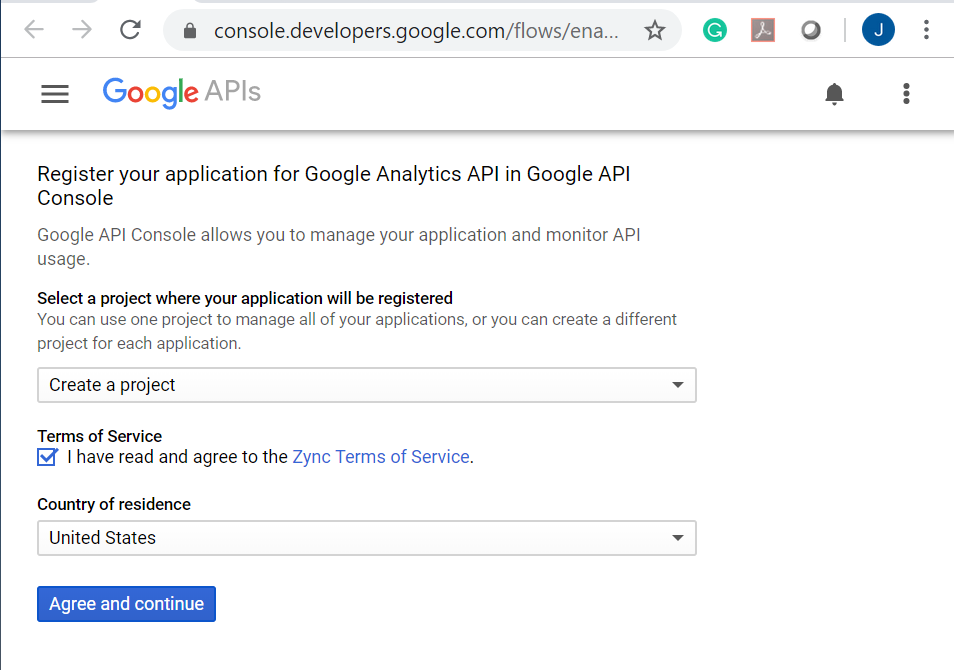 console.developers.google.com/flows/ena...
G
J
Google APIs
Register your application for Google Analytics API in Google API
Console
Google API Console allows you to manage your application and monitor API
usage.
Select a project where your application will be registered
You can use one project to manage all of your applications, or you can create a different
project for each application.
Create a project
Terms of Service
I have read and agree to the Zync Terms of Service.
Country of residence
United States
Agree and continue